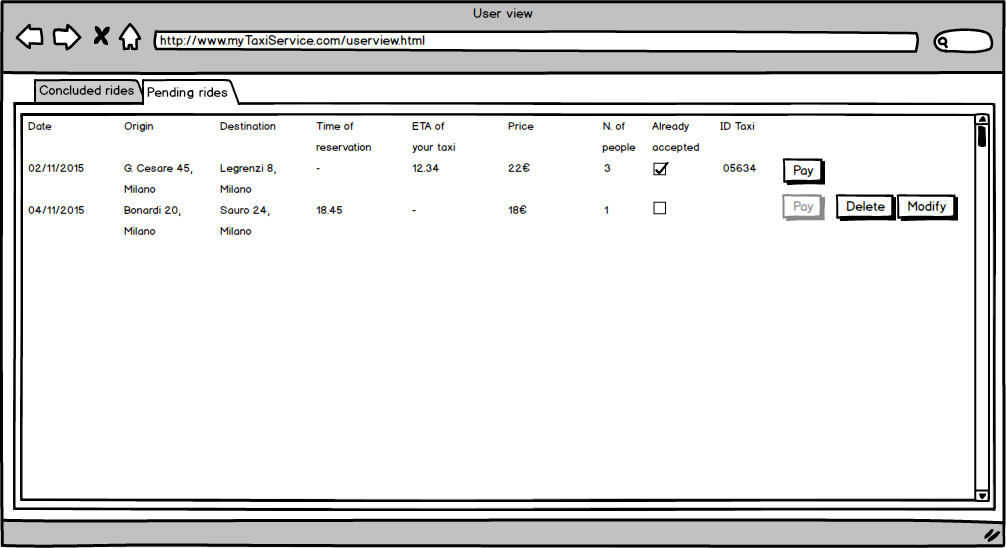 User view
http://www.myTaxiService.com/userview.html
Concluded rides Pending rides
Date Origin Destination Time of ETA of Price N. of Already ID Taxi
reservation your taxi people accepted
02/11/2015 G. Cesare 45, Legrenzi 8, - 12.34 22€ 3 05634 Pay
Milano Milano
04/11/2015 Bonardi 20, Sauro 24, 18.45 - 18€ 1 Pay Delete Modify
Milano Milano